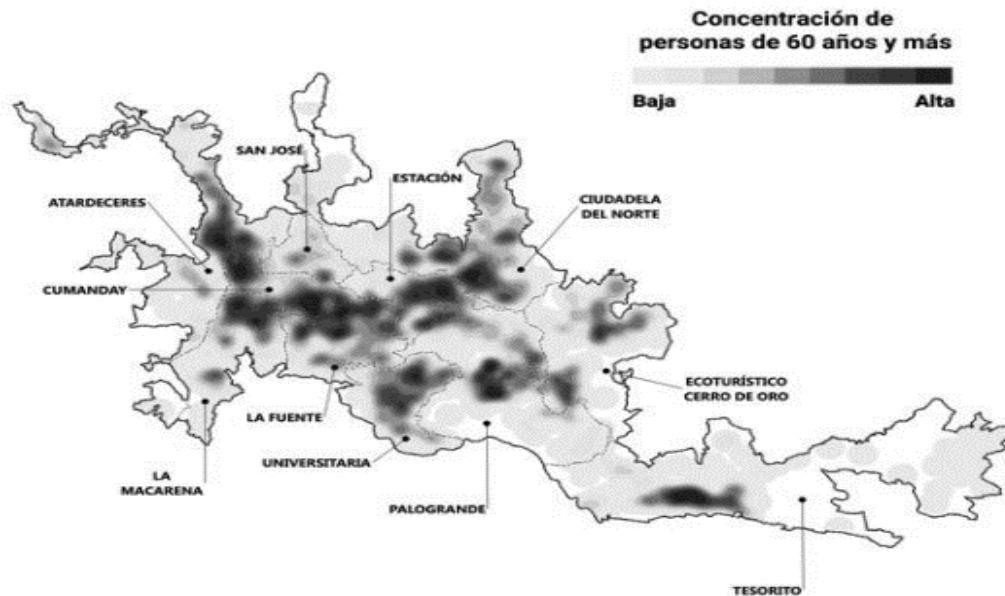 Concentración de
personas de 60 años y más
Baja
Alta
SAN JOSÉ
ESTACIÓN
ATARDECERES
CIUDADELA
DEL NORTE
CUMANDAY
ECOTURÍSTICO
CERRO DE ORO
LA FUENTE
UNIVERSITARIA
LA
MACARENA
PALOGRANDE
TESORITO